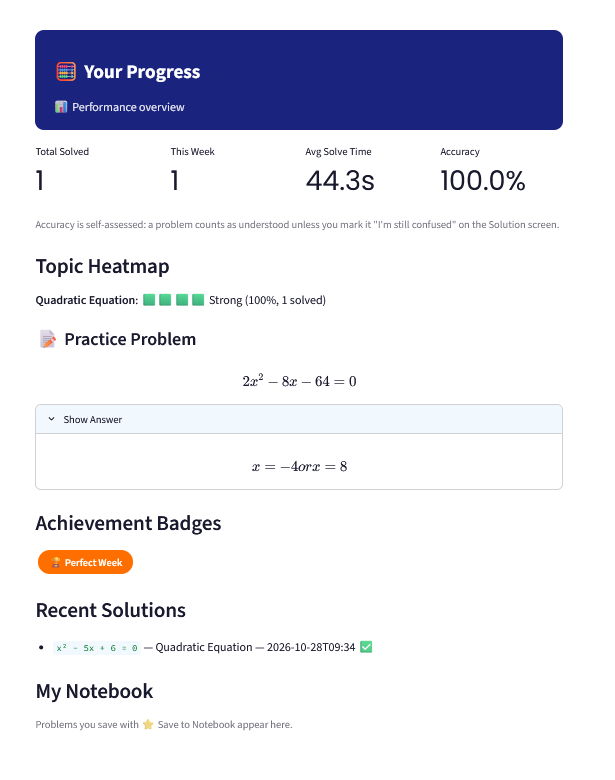 🧮 Your Progress
📊 Performance overview
Total Solved
This Week
Avg Solve Time
Accuracy
1
1
44.3s
100.0%
Accuracy is self-assessed: a problem counts as understood unless you mark it "I'm still confused" on the Solution screen.
Topic Heatmap
Quadratic Equation: 🟩🟩🟩🟩 Strong (100%, 1 solved)
📝 Practice Problem
2x² − 8x − 64 = 0
Show Answer
x = −4orx = 8
Achievement Badges
🏆 Perfect Week
Recent Solutions
• x² - 5x + 6 = 0 — Quadratic Equation — 2026-10-28T09:34 ✅
My Notebook
Problems you save with ⭐ Save to Notebook appear here.